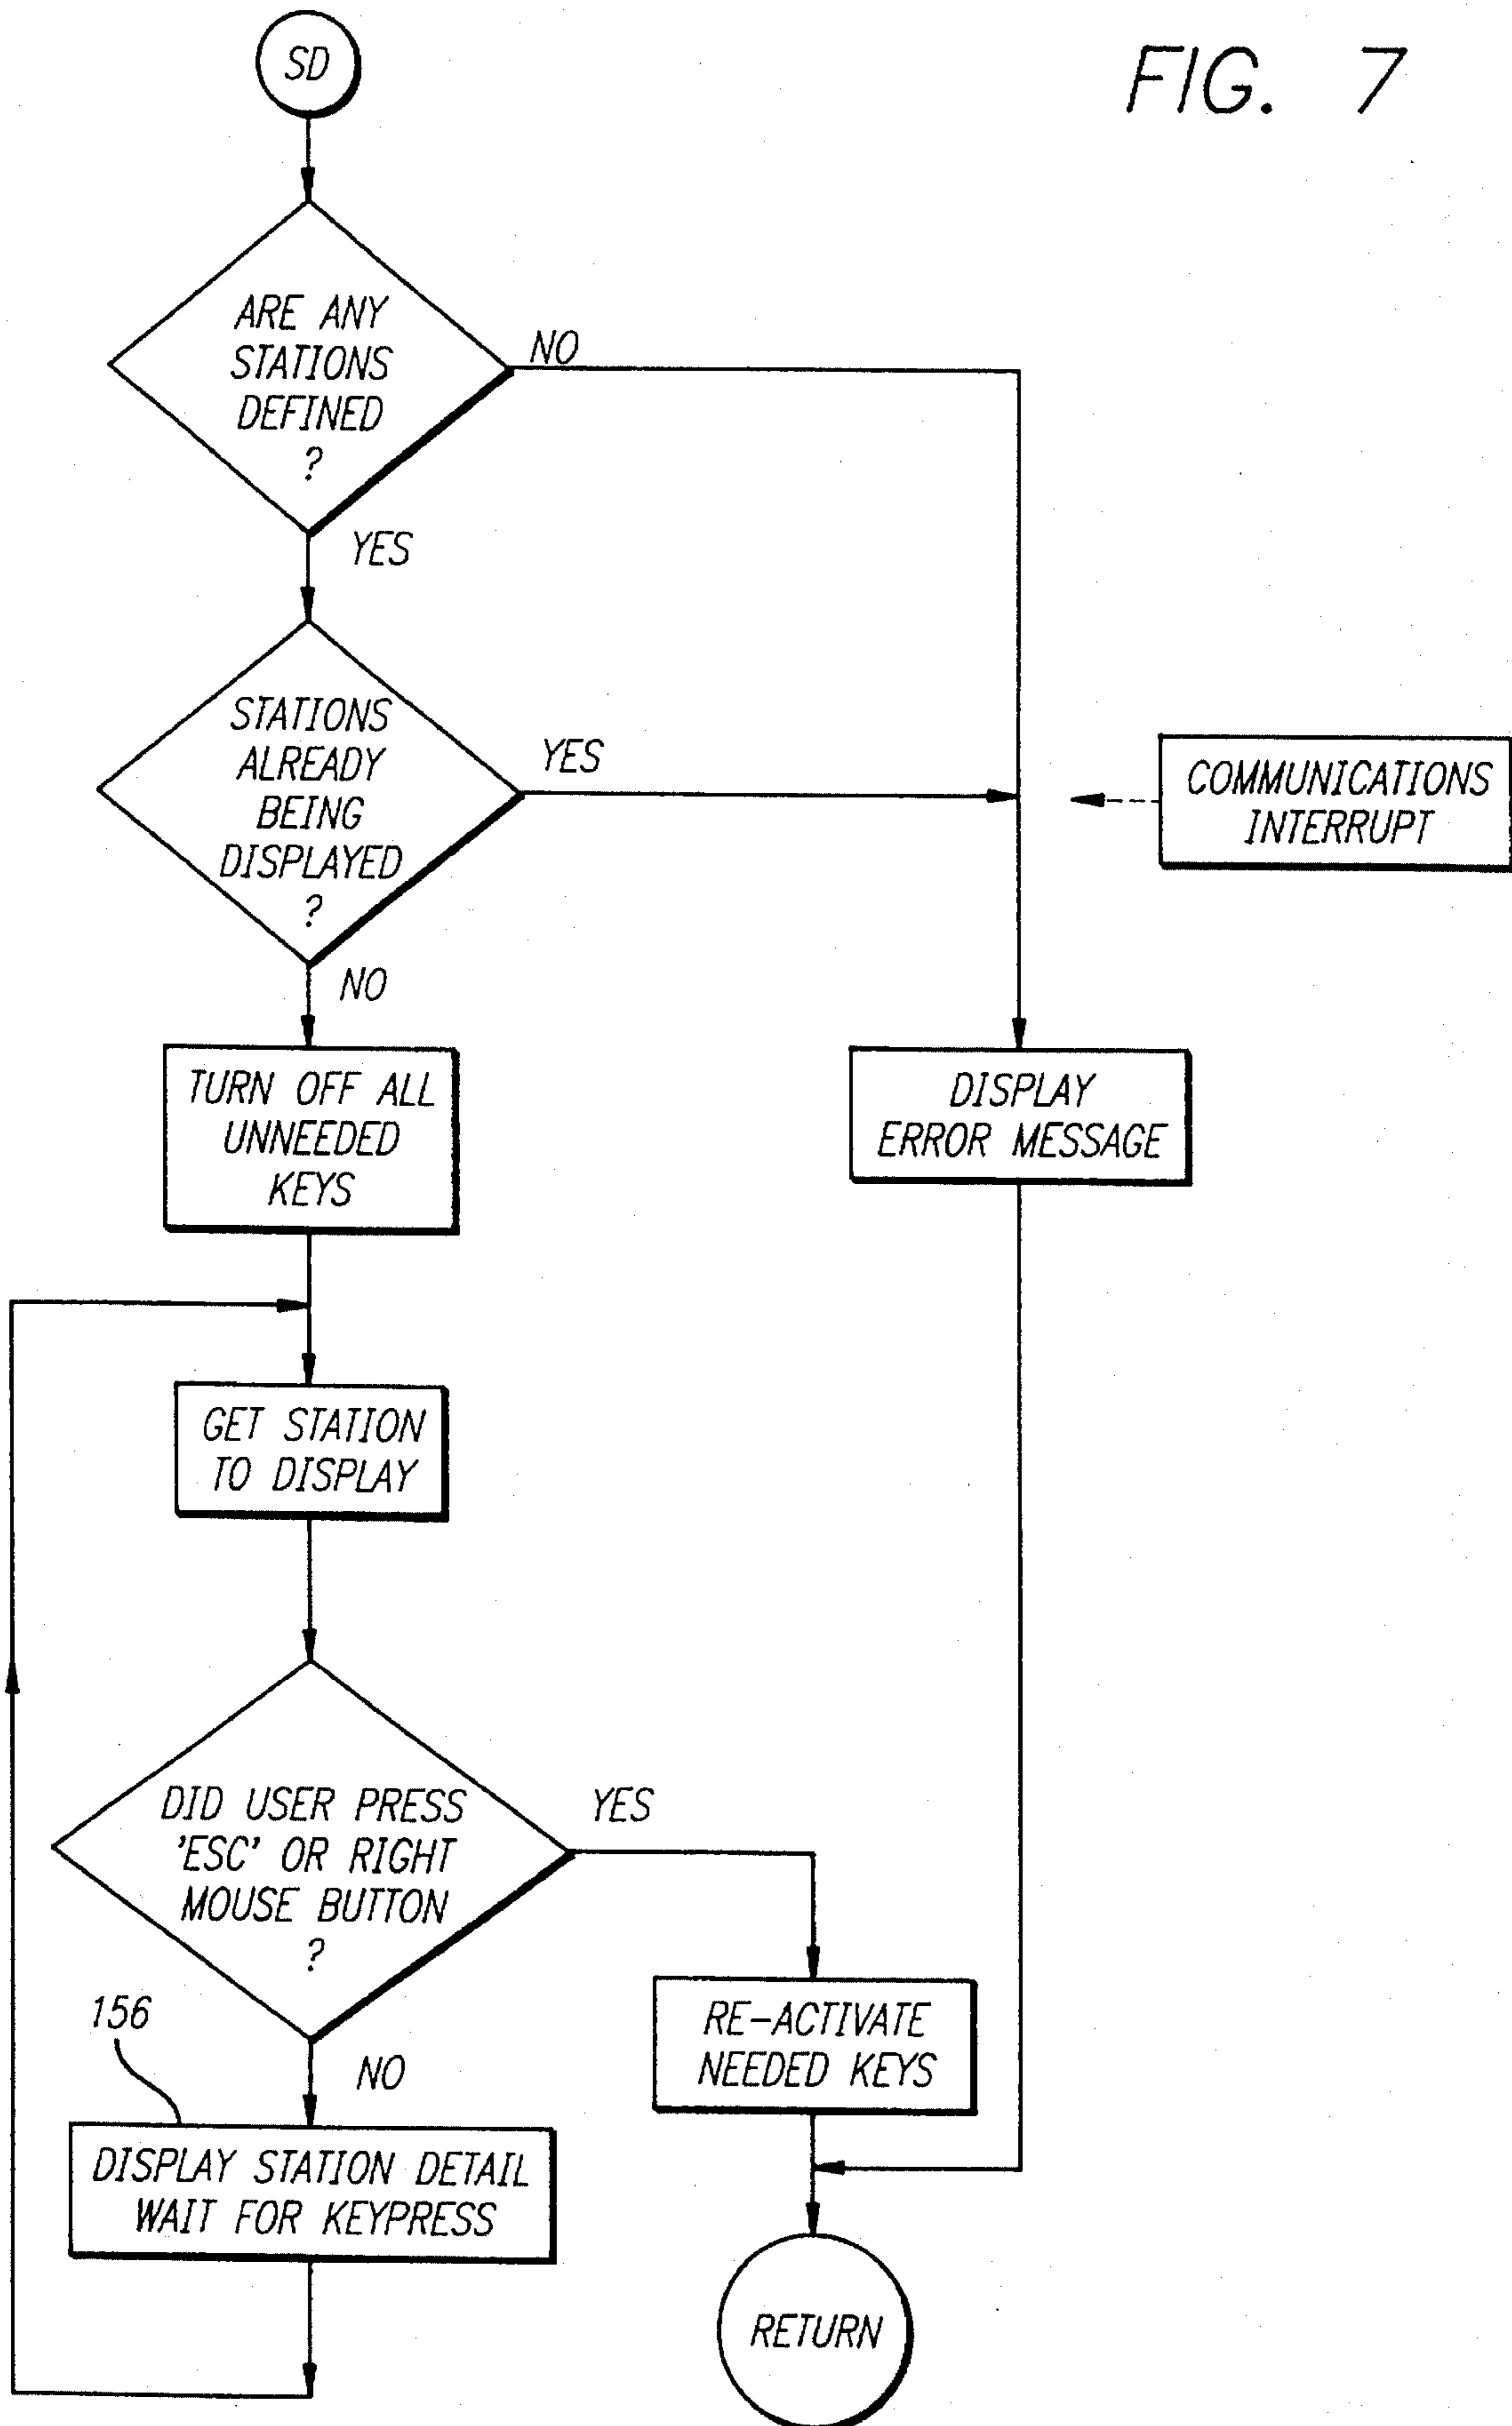 SD
FIG. 7
ARE ANY
STATIONS
DEFINED
?
NO
YES
STATIONS
ALREADY
BEING
DISPLAYED
?
YES
NO
COMMUNICATIONS
INTERRUPT
TURN OFF ALL
UNNEEDED
KEYS
DISPLAY
ERROR MESSAGE
GET STATION
TO DISPLAY
DID USER PRESS
'ESC' OR RIGHT
MOUSE BUTTON
?
YES
NO
156
RE-ACTIVATE
NEEDED KEYS
DISPLAY STATION DETAIL
WAIT FOR KEYPRESS
RETURN